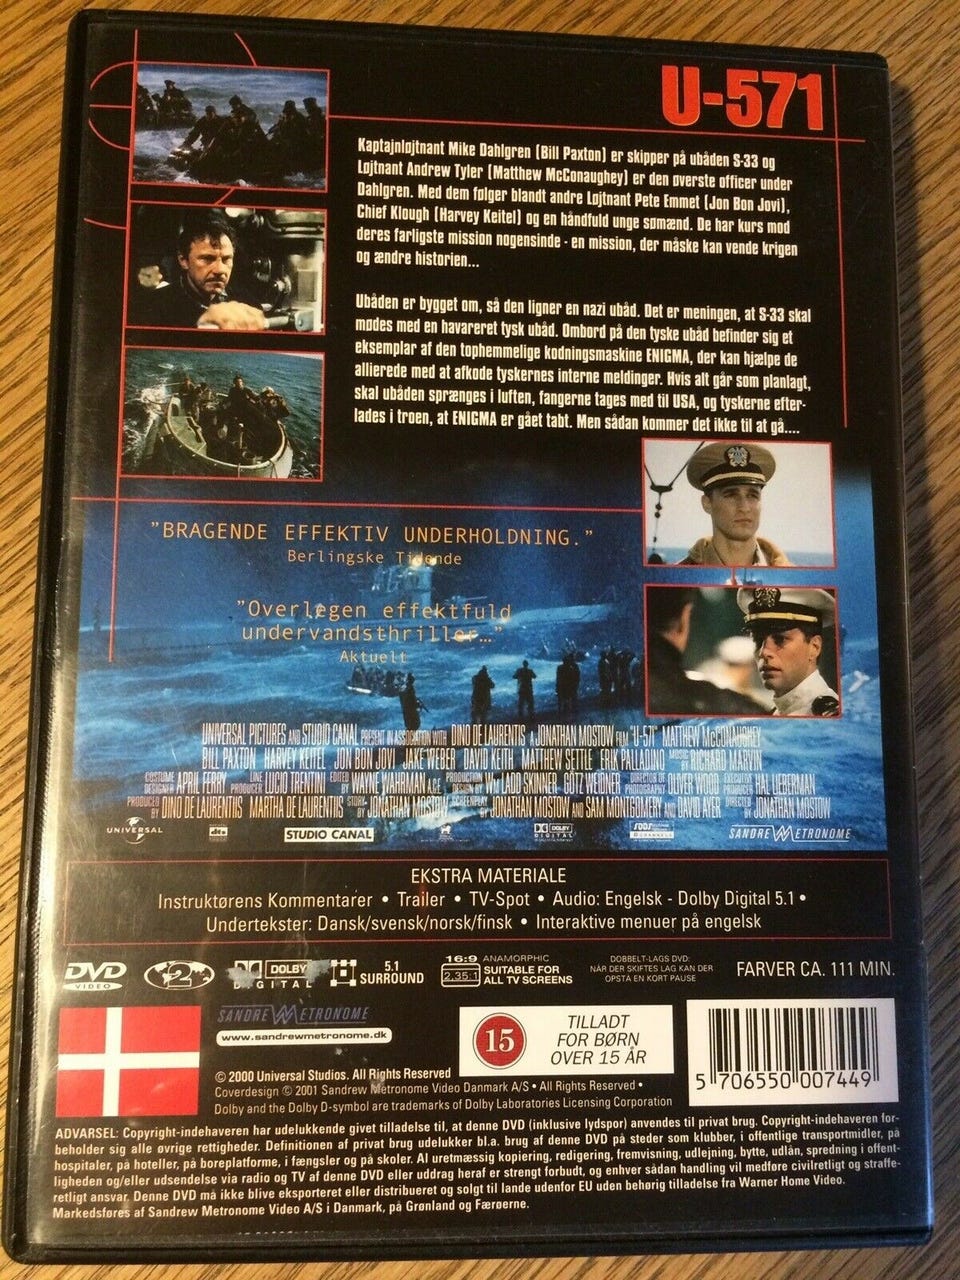 U-571
Kaptajnløjtnant Mike Dahlgren (Bill Paxton) er skipper på ubåden S-33 og
Løjtnant Andrew Tyler (Matthew McConaughey) er den øverste officer under
Dahlgren. Med dem følger blandt andre Løjtnant Pete Emmet (Jon Bon Jovi),
Chief Klough (Harvey Keitel) og en håndfuld unge sømænd. De har kurs mod
deres farligste mission nogensinde - en mission, der måske kan vende krigen
og ændre historien...
Ubåden er bygget om, så den ligner en nazi ubåd. Det er meningen, at S-33 skal
mødes med en havareret tysk ubåd. Ombord på den tyske ubåd befinder sig et
eksemplar af den tophemmelige kodningsmaskine ENIGMA, der kan hjælpe de
allierede med at afkode tyskernes interne meldinger. Hvis alt går som planlagt,
skal ubåden sprænges i luften, fangerne tages med til USA, og tyskerne efter-
lades i troen, at ENIGMA er gået tabt. Men sådan kommer det ikke til at gå....
"BRAGENDE EFFEKTIV UNDERHOLDNING."
Berlingske Tidende
"Overlegen effektfuld
undervandsthriller…"
Aktuelt
UNIVERSAL PICTURES AND STUDIO CANAL PRESENT IN ASSOCIATION WITH DINO DE LAURENTIIS A JONATHAN MOSTOW FILM "U-571" MATTHEW McCONAUGHEY
BILL PAXTON HARVEY KEITEL JON BON JOVI JAKE WEBER DAVID KEITH MATTHEW SETTLE ERIK PALLADINO MUSIC BY RICHARD MARVIN
COSTUME DESIGNER APRIL FERRY LINE PRODUCER LUCIO TRENTINI EDITED BY WAYNE WAHRMAN A.C.E. PRODUCTION DESIGN BY WM LADD SKINNER GÖTZ WEIDNER DIRECTOR OF PHOTOGRAPHY OLIVER WOOD EXECUTIVE PRODUCER HAL LIEBERMAN
PRODUCED BY DINO DE LAURENTIIS MARTHA DE LAURENTIIS STORY BY JONATHAN MOSTOW SCREENPLAY BY JONATHAN MOSTOW AND SAM MONTGOMERY AND DAVID AYER DIRECTED BY JONATHAN MOSTOW
UNIVERSAL dts STUDIO CANAL DOLBY DIGITAL SDDS SANDREW METRONOME
EKSTRA MATERIALE
Instruktørens Kommentarer • Trailer • TV-Spot • Audio: Engelsk - Dolby Digital 5.1 •
Undertekster: Dansk/svensk/norsk/finsk • Interaktive menuer på engelsk
DVD VIDEO 2 DOLBY DIGITAL 5.1 SURROUND 16:9 2,35:1 ANAMORPHIC SUITABLE FOR ALL TV SCREENS
DOBBELT-LAGS DVD:
NÅR DER SKIFTES LAG KAN DER
OPSTA EN KORT PAUSE
FARVER CA. 111 MIN.
SANDREW METRONOME
www.sandrewmetronome.dk
15
TILLADT
FOR BØRN
OVER 15 ÅR
5 706550 007449
© 2000 Universal Studios. All Rights Reserved
Coverdesign © 2001 Sandrew Metronome Video Danmark A/S • All Rights Reserved •
Dolby and the Dolby D-symbol are trademarks of Dolby Laboratories Licensing Corporation
ADVARSEL: Copyright-indehaveren har udelukkende givet tilladelse til, at denne DVD (inklusive lydspor) anvendes til privat brug. Copyright-indehaveren for-
beholder sig alle øvrige rettigheder. Definitionen af privat brug udelukker bl.a. brug af denne DVD på steder som klubber, i offentlige transportmidler, på
hospitaler, på hoteller, på boreplatforme, i fængsler og på skoler. Al uretmæssig kopiering, redigering, fremvisning, udlejning, bytte, udlån, spredning i offent-
ligheden og/eller udsendelse via radio og TV af denne DVD eller uddrag heraf er strengt forbudt, og enhver sådan handling vil medføre civilretligt og straffe-
retligt ansvar. Denne DVD må ikke blive eksporteret eller distribueret og solgt til lande udenfor EU uden behørig tilladelse fra Warner Home Video.
Markedsføres af Sandrew Metronome Video A/S i Danmark, på Grønland og Færøerne.